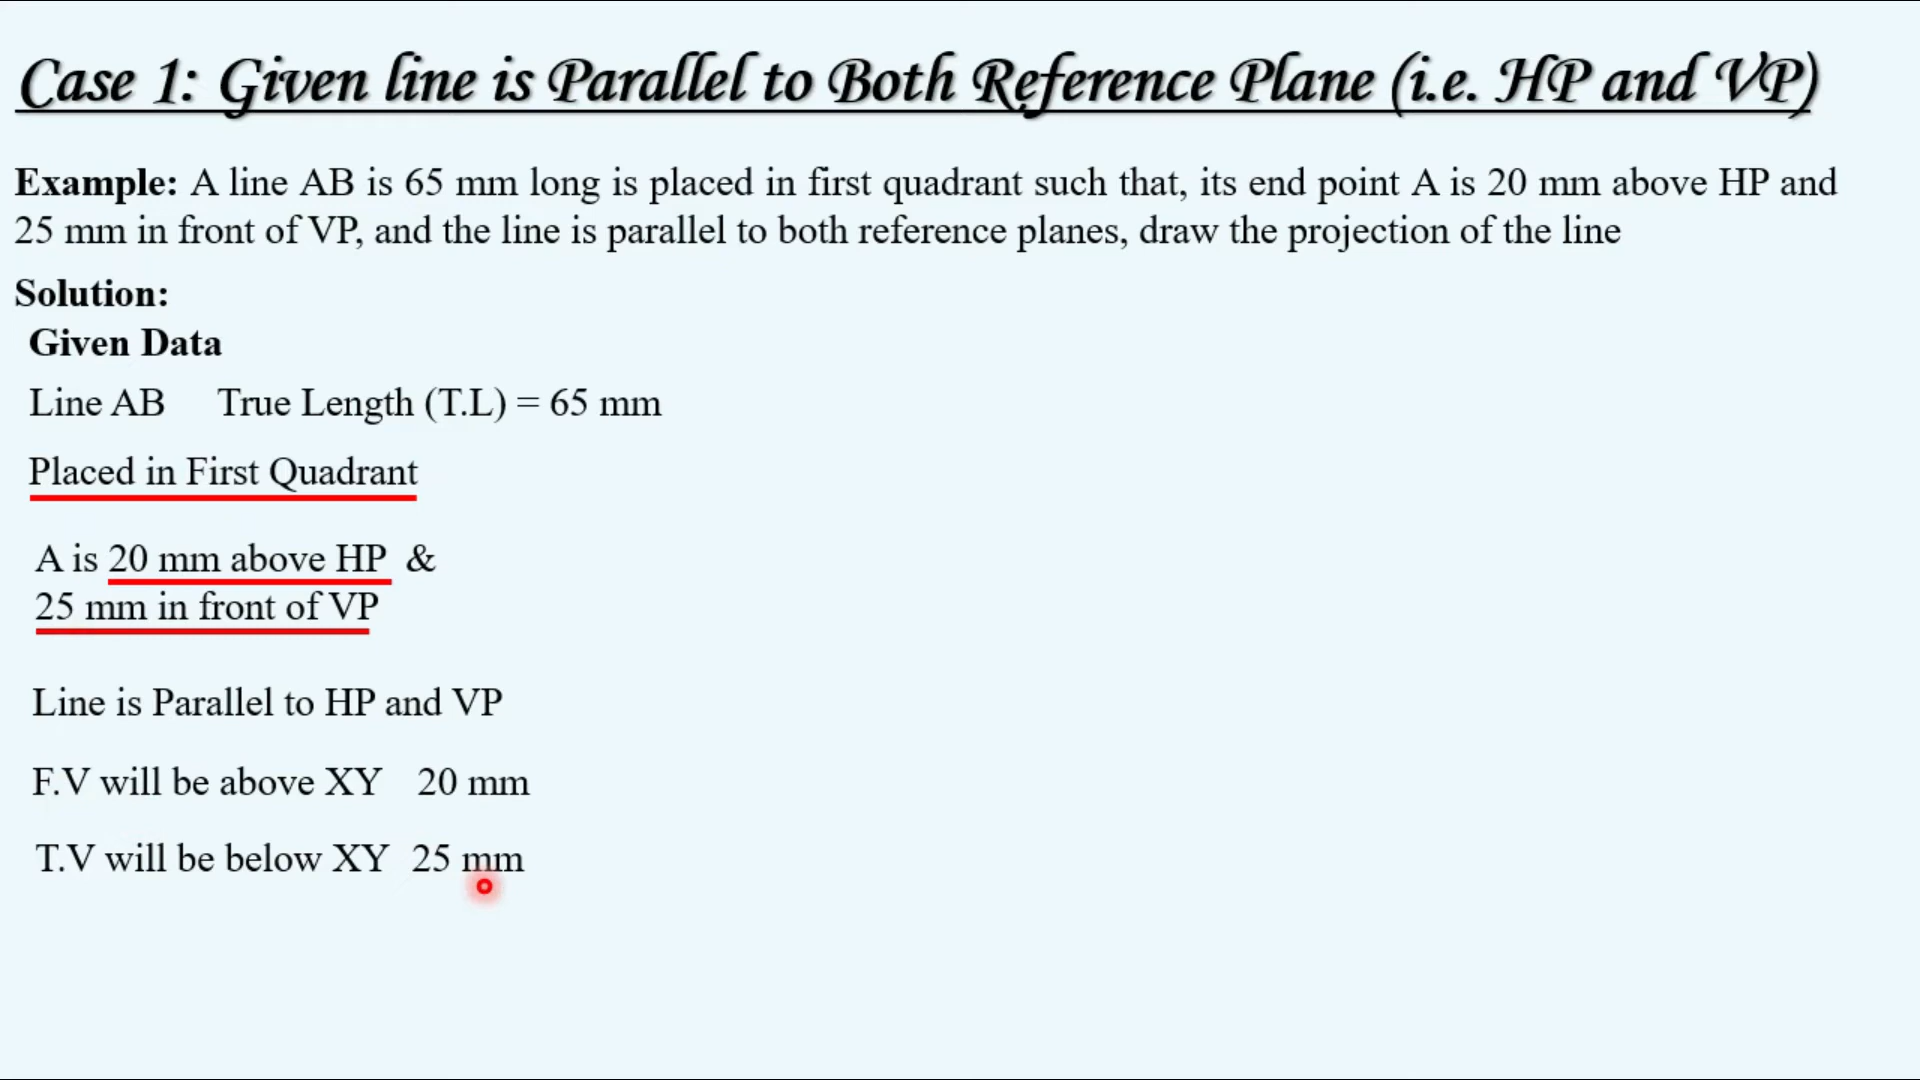 Case 1: Given line is Parallel to Both Reference Plane (i.e. HP and VP)
Example: A line AB is 65 mm long is placed in first quadrant such that, its end point A is 20 mm above HP and
25 mm in front of VP, and the line is parallel to both reference planes, draw the projection of the line
Solution:
Given Data
Line AB True Length (T.L) = 65 mm
Placed in First Quadrant
A is 20 mm above HP &
25 mm in front of VP
Line is Parallel to HP and VP
F.V will be above XY 20 mm
T.V will be below XY 25 mm